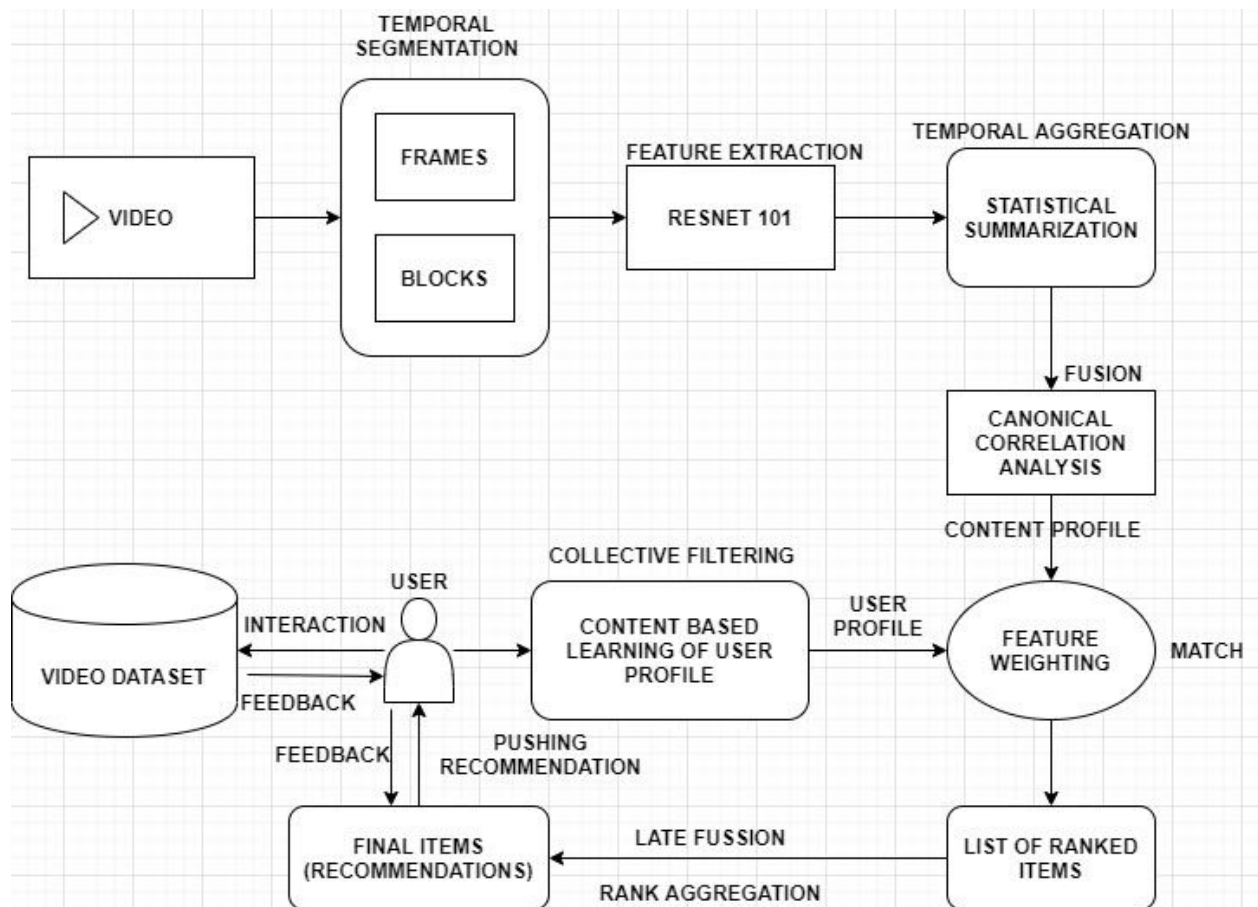 TEMPORAL
SEGMENTATION
FRAMES
BLOCKS
VIDEO
FEATURE EXTRACTION
RESNET 101
TEMPORAL AGGREGATION
STATISTICAL
SUMMARIZATION
FUSION
CANONICAL
CORRELATION
ANALYSIS
CONTENT PROFILE
COLLECTIVE FILTERING
USER
INTERACTION
VIDEO DATASET
FEEDBACK
CONTENT BASED
LEARNING OF USER
PROFILE
USER
PROFILE
FEATURE
WEIGHTING
MATCH
FEEDBACK
PUSHING
RECOMMENDATION
FINAL ITEMS
(RECOMMENDATIONS)
LATE FUSSION
RANK AGGREGATION
LIST OF RANKED
ITEMS